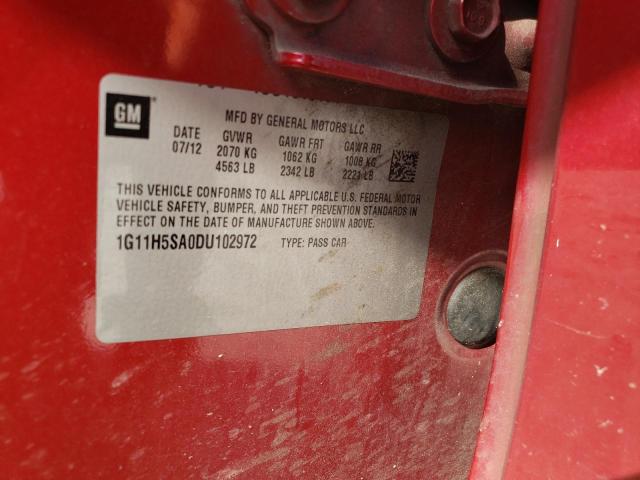 GM
MFD BY GENERAL MOTORS LLC
DATE GVWR GAWR FRT GAWR RR
07/12 2070 KG 1062 KG 1008 KG
4563 LB 2342 LB 2221 LB
THIS VEHICLE CONFORMS TO ALL APPLICABLE U.S. FEDERAL MOTOR
VEHICLE SAFETY, BUMPER, AND THEFT PREVENTION STANDARDS IN
EFFECT ON THE DATE OF MANUFACTURE SHOWN ABOVE.
1G11H5SA0DU102972 TYPE: PASS CAR